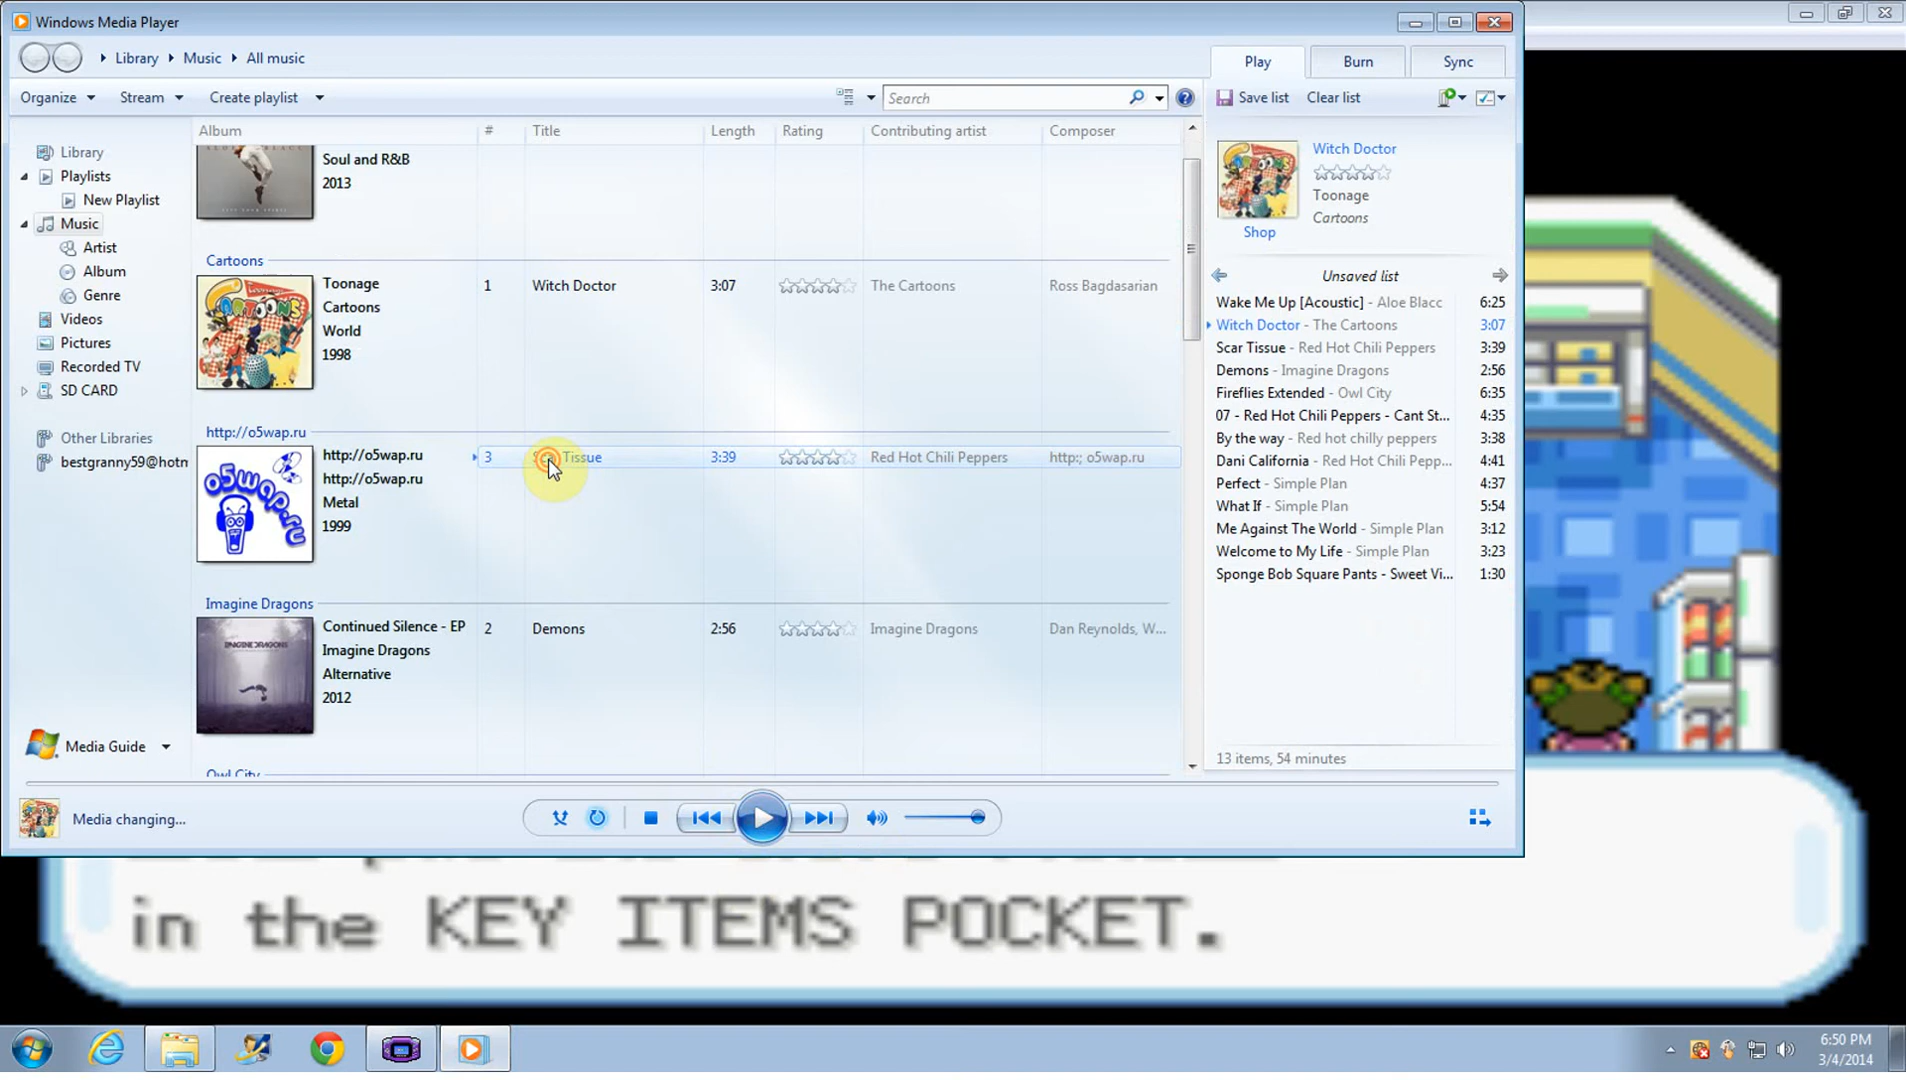 Windows Media Player
Library Music All music
Play Burn Sync
Organize Stream Create playlist Search
Save list Clear list
Album # Title Length Rating Contributing artist Composer
Library
Playlists
New Playlist
Music
Artist
Album
Genre
Videos
Pictures
Recorded TV
SD CARD
Other Libraries
bestgranny59@hotm
Media Guide
Soul and R&B
2013
Cartoons
Toonage
Cartoons
World
1998
1 Witch Doctor 3:07 The Cartoons Ross Bagdasarian
http://o5wap.ru
http://o5wap.ru
http://o5wap.ru
Metal
1999
o5wap.ru
3 Tissue 3:39 Red Hot Chili Peppers http:; o5wap.ru
Imagine Dragons
Continued Silence - EP
Imagine Dragons
Alternative
2012
IMAGINE DRAGONS
2 Demons 2:56 Imagine Dragons Dan Reynolds, W...
Owl City
Witch Doctor
Toonage
Cartoons
Shop
Unsaved list
Wake Me Up [Acoustic] - Aloe Blacc 6:25
Witch Doctor - The Cartoons 3:07
Scar Tissue - Red Hot Chili Peppers 3:39
Demons - Imagine Dragons 2:56
Fireflies Extended - Owl City 6:35
07 - Red Hot Chili Peppers - Cant St... 4:35
By the way - Red hot chilly peppers 3:38
Dani California - Red Hot Chili Pepp... 4:41
Perfect - Simple Plan 4:37
What If - Simple Plan 5:54
Me Against The World - Simple Plan 3:12
Welcome to My Life - Simple Plan 3:23
Sponge Bob Square Pants - Sweet Vi... 1:30
13 items, 54 minutes
Media changing...
in the KEY ITEMS POCKET.
6:50 PM
3/4/2014